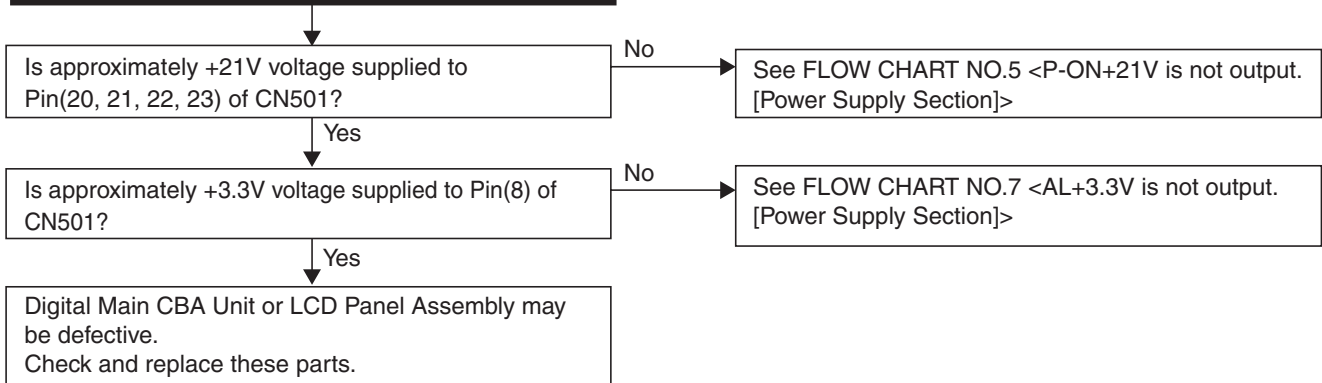 Is approximately +21V voltage supplied to
Pin(20, 21, 22, 23) of CN501?
No
See FLOW CHART NO.5 <P-ON+21V is not output.
[Power Supply Section]>
Yes
Is approximately +3.3V voltage supplied to Pin(8) of
CN501?
No
See FLOW CHART NO.7 <AL+3.3V is not output.
[Power Supply Section]>
Yes
Digital Main CBA Unit or LCD Panel Assembly may
be defective.
Check and replace these parts.